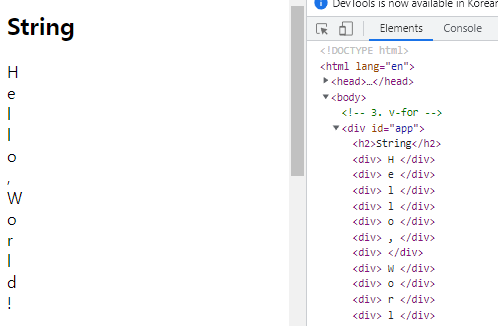 String
H
e
l
l
o
,
W
o
r
l
d
!
DevTools is now available in Korean
Elements
Console
<!DOCTYPE html>
<html lang="en">
<head>…</head>
<body>
<!-- 3. v-for -->
<div id="app">
<h2>String</h2>
<div> H </div>
<div> e </div>
<div> l </div>
<div> l </div>
<div> o </div>
<div> , </div>
<div> </div>
<div> W </div>
<div> o </div>
<div> r </div>
<div> l </div>